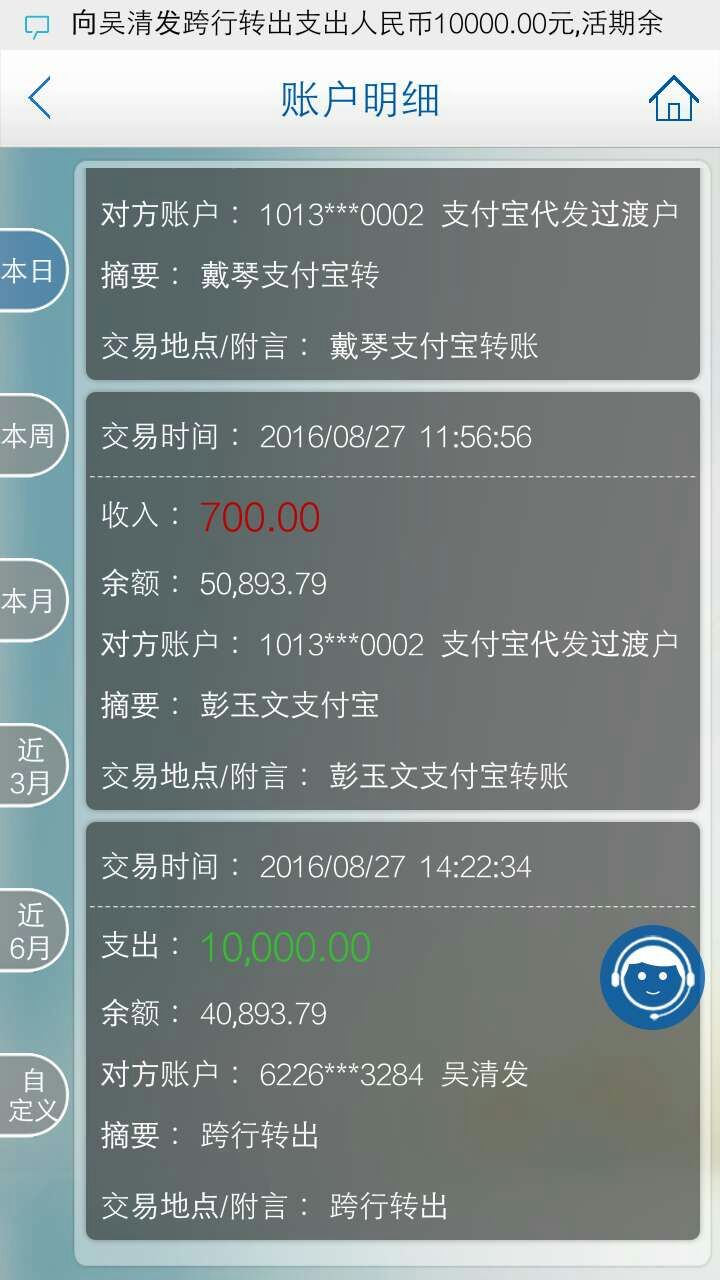 向吴清发跨行转出支出人民币10000.00元,活期余
账户明细
对方账户： 1013***0002 支付宝代发过渡户
摘要： 戴琴支付宝转
交易地点/附言： 戴琴支付宝转账
本日
本周
本月
近
3月
近
6月
自
定义
交易时间： 2016/08/27 11:56:56
收入： 700.00
余额： 50,893.79
对方账户： 1013***0002 支付宝代发过渡户
摘要： 彭玉文支付宝
交易地点/附言： 彭玉文支付宝转账
交易时间： 2016/08/27 14:22:34
支出： 10,000.00
余额： 40,893.79
对方账户： 6226***3284 吴清发
摘要： 跨行转出
交易地点/附言： 跨行转出